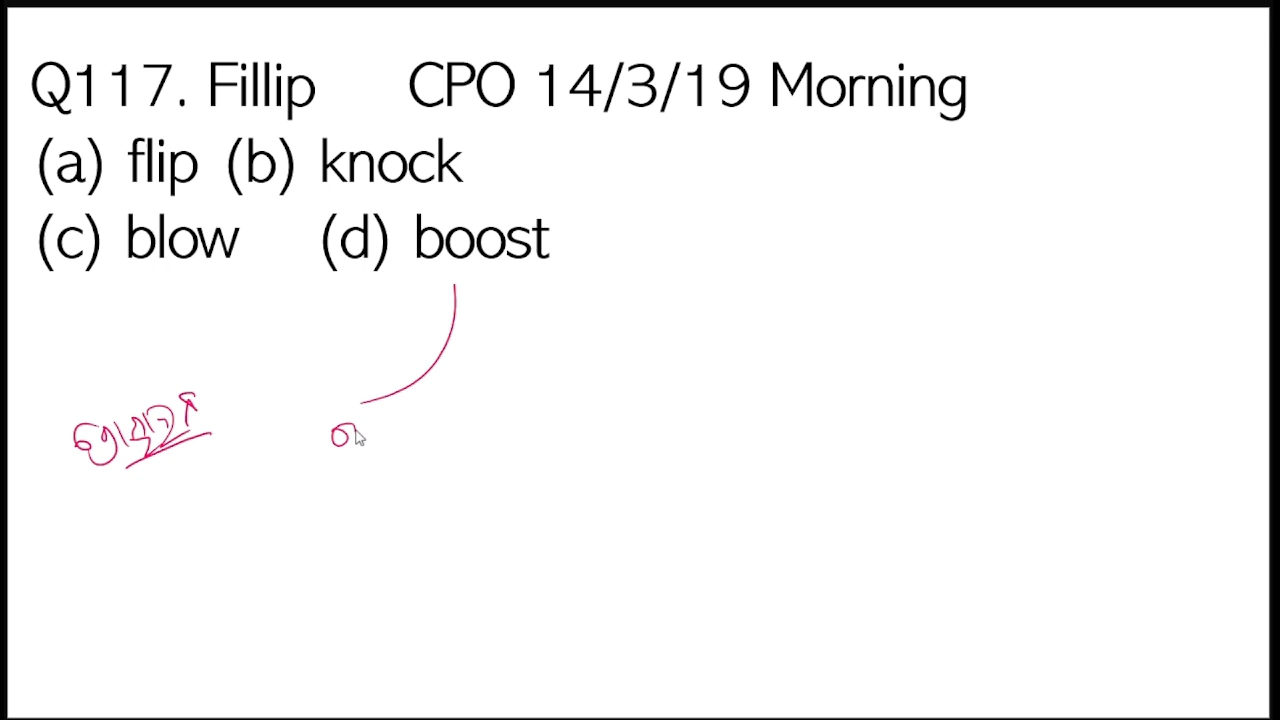 Q117. Fillip CPO 14/3/19 Morning
(a) flip (b) knock
(c) blow (d) boost